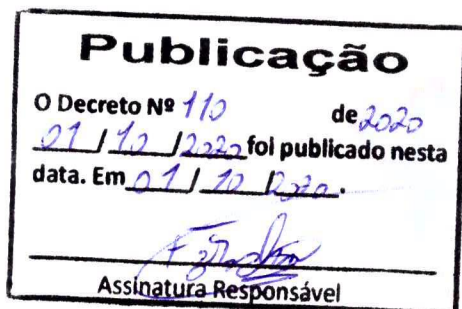 Publicação
O Decreto Nº 110 de 2020
01 / 10 / 2020 foi publicado nesta
data. Em 01 / 10 / 2020.
Assinatura Responsável